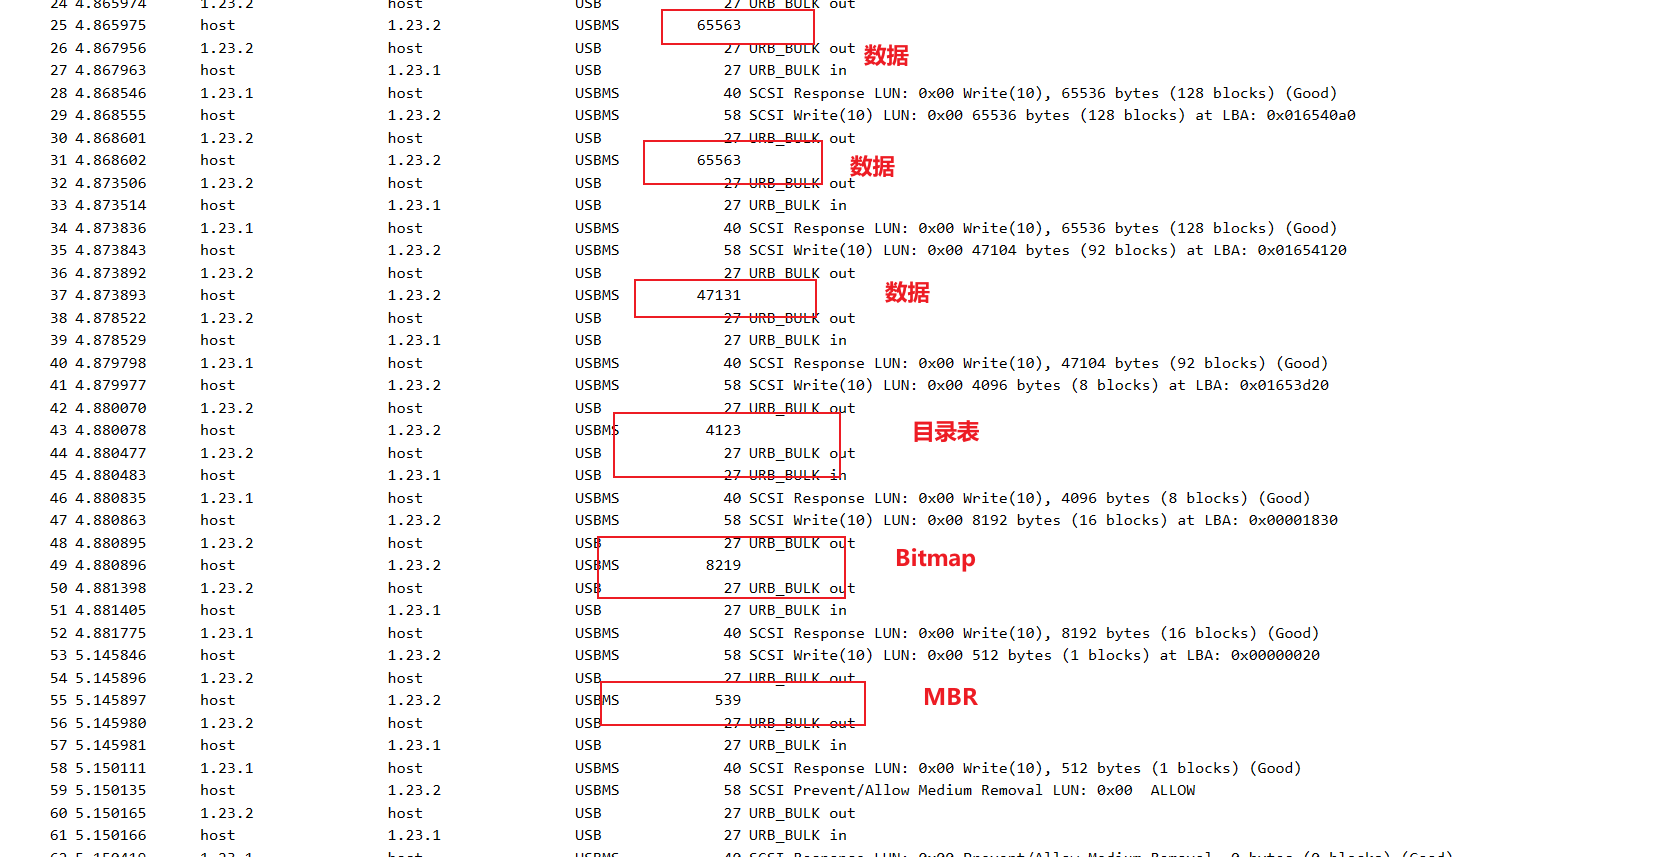 24 4.865974 1.23.2 host USB 27 URB_BULK out
25 4.865975 host 1.23.2 USBMS 65563
26 4.867956 1.23.2 host USB 27 URB_BULK out 数据
27 4.867963 host 1.23.1 USB 27 URB_BULK in
28 4.868546 1.23.1 host USBMS 40 SCSI Response LUN: 0x00 Write(10), 65536 bytes (128 blocks) (Good)
29 4.868555 host 1.23.2 USBMS 58 SCSI Write(10) LUN: 0x00 65536 bytes (128 blocks) at LBA: 0x016540a0
30 4.868601 1.23.2 host USB 27 URB_BULK out
31 4.868602 host 1.23.2 USBMS 65563 数据
32 4.873506 1.23.2 host USB 27 URB_BULK out
33 4.873514 host 1.23.1 USB 27 URB_BULK in
34 4.873836 1.23.1 host USBMS 40 SCSI Response LUN: 0x00 Write(10), 65536 bytes (128 blocks) (Good)
35 4.873843 host 1.23.2 USBMS 58 SCSI Write(10) LUN: 0x00 47104 bytes (92 blocks) at LBA: 0x01654120
36 4.873892 1.23.2 host USB 27 URB_BULK out
37 4.873893 host 1.23.2 USBMS 47131 数据
38 4.878522 1.23.2 host USB 27 URB_BULK out
39 4.878529 host 1.23.1 USB 27 URB_BULK in
40 4.879798 1.23.1 host USBMS 40 SCSI Response LUN: 0x00 Write(10), 47104 bytes (92 blocks) (Good)
41 4.879977 host 1.23.2 USBMS 58 SCSI Write(10) LUN: 0x00 4096 bytes (8 blocks) at LBA: 0x01653d20
42 4.880070 1.23.2 host USB 27 URB_BULK out
43 4.880078 host 1.23.2 USBMS 4123 目录表
44 4.880477 1.23.2 host USB 27 URB_BULK out
45 4.880483 host 1.23.1 USB 27 URB_BULK in
46 4.880835 1.23.1 host USBMS 40 SCSI Response LUN: 0x00 Write(10), 4096 bytes (8 blocks) (Good)
47 4.880863 host 1.23.2 USBMS 58 SCSI Write(10) LUN: 0x00 8192 bytes (16 blocks) at LBA: 0x00001830
48 4.880895 1.23.2 host USB 27 URB_BULK out
49 4.880896 host 1.23.2 USBMS 8219 Bitmap
50 4.881398 1.23.2 host USB 27 URB_BULK out
51 4.881405 host 1.23.1 USB 27 URB_BULK in
52 4.881775 1.23.1 host USBMS 40 SCSI Response LUN: 0x00 Write(10), 8192 bytes (16 blocks) (Good)
53 5.145846 host 1.23.2 USBMS 58 SCSI Write(10) LUN: 0x00 512 bytes (1 blocks) at LBA: 0x00000020
54 5.145896 1.23.2 host USB 27 URB_BULK out
55 5.145897 host 1.23.2 USBMS 539 MBR
56 5.145980 1.23.2 host USB 27 URB_BULK out
57 5.145981 host 1.23.1 USB 27 URB_BULK in
58 5.150111 1.23.1 host USBMS 40 SCSI Response LUN: 0x00 Write(10), 512 bytes (1 blocks) (Good)
59 5.150135 host 1.23.2 USBMS 58 SCSI Prevent/Allow Medium Removal LUN: 0x00 ALLOW
60 5.150165 1.23.2 host USB 27 URB_BULK out
61 5.150166 host 1.23.1 USB 27 URB_BULK in
62 5.150419 1.23.1 host USBMS 40 SCSI Response LUN: 0x00 Prevent/Allow Medium Removal, 0 bytes (0 blocks) (Good)